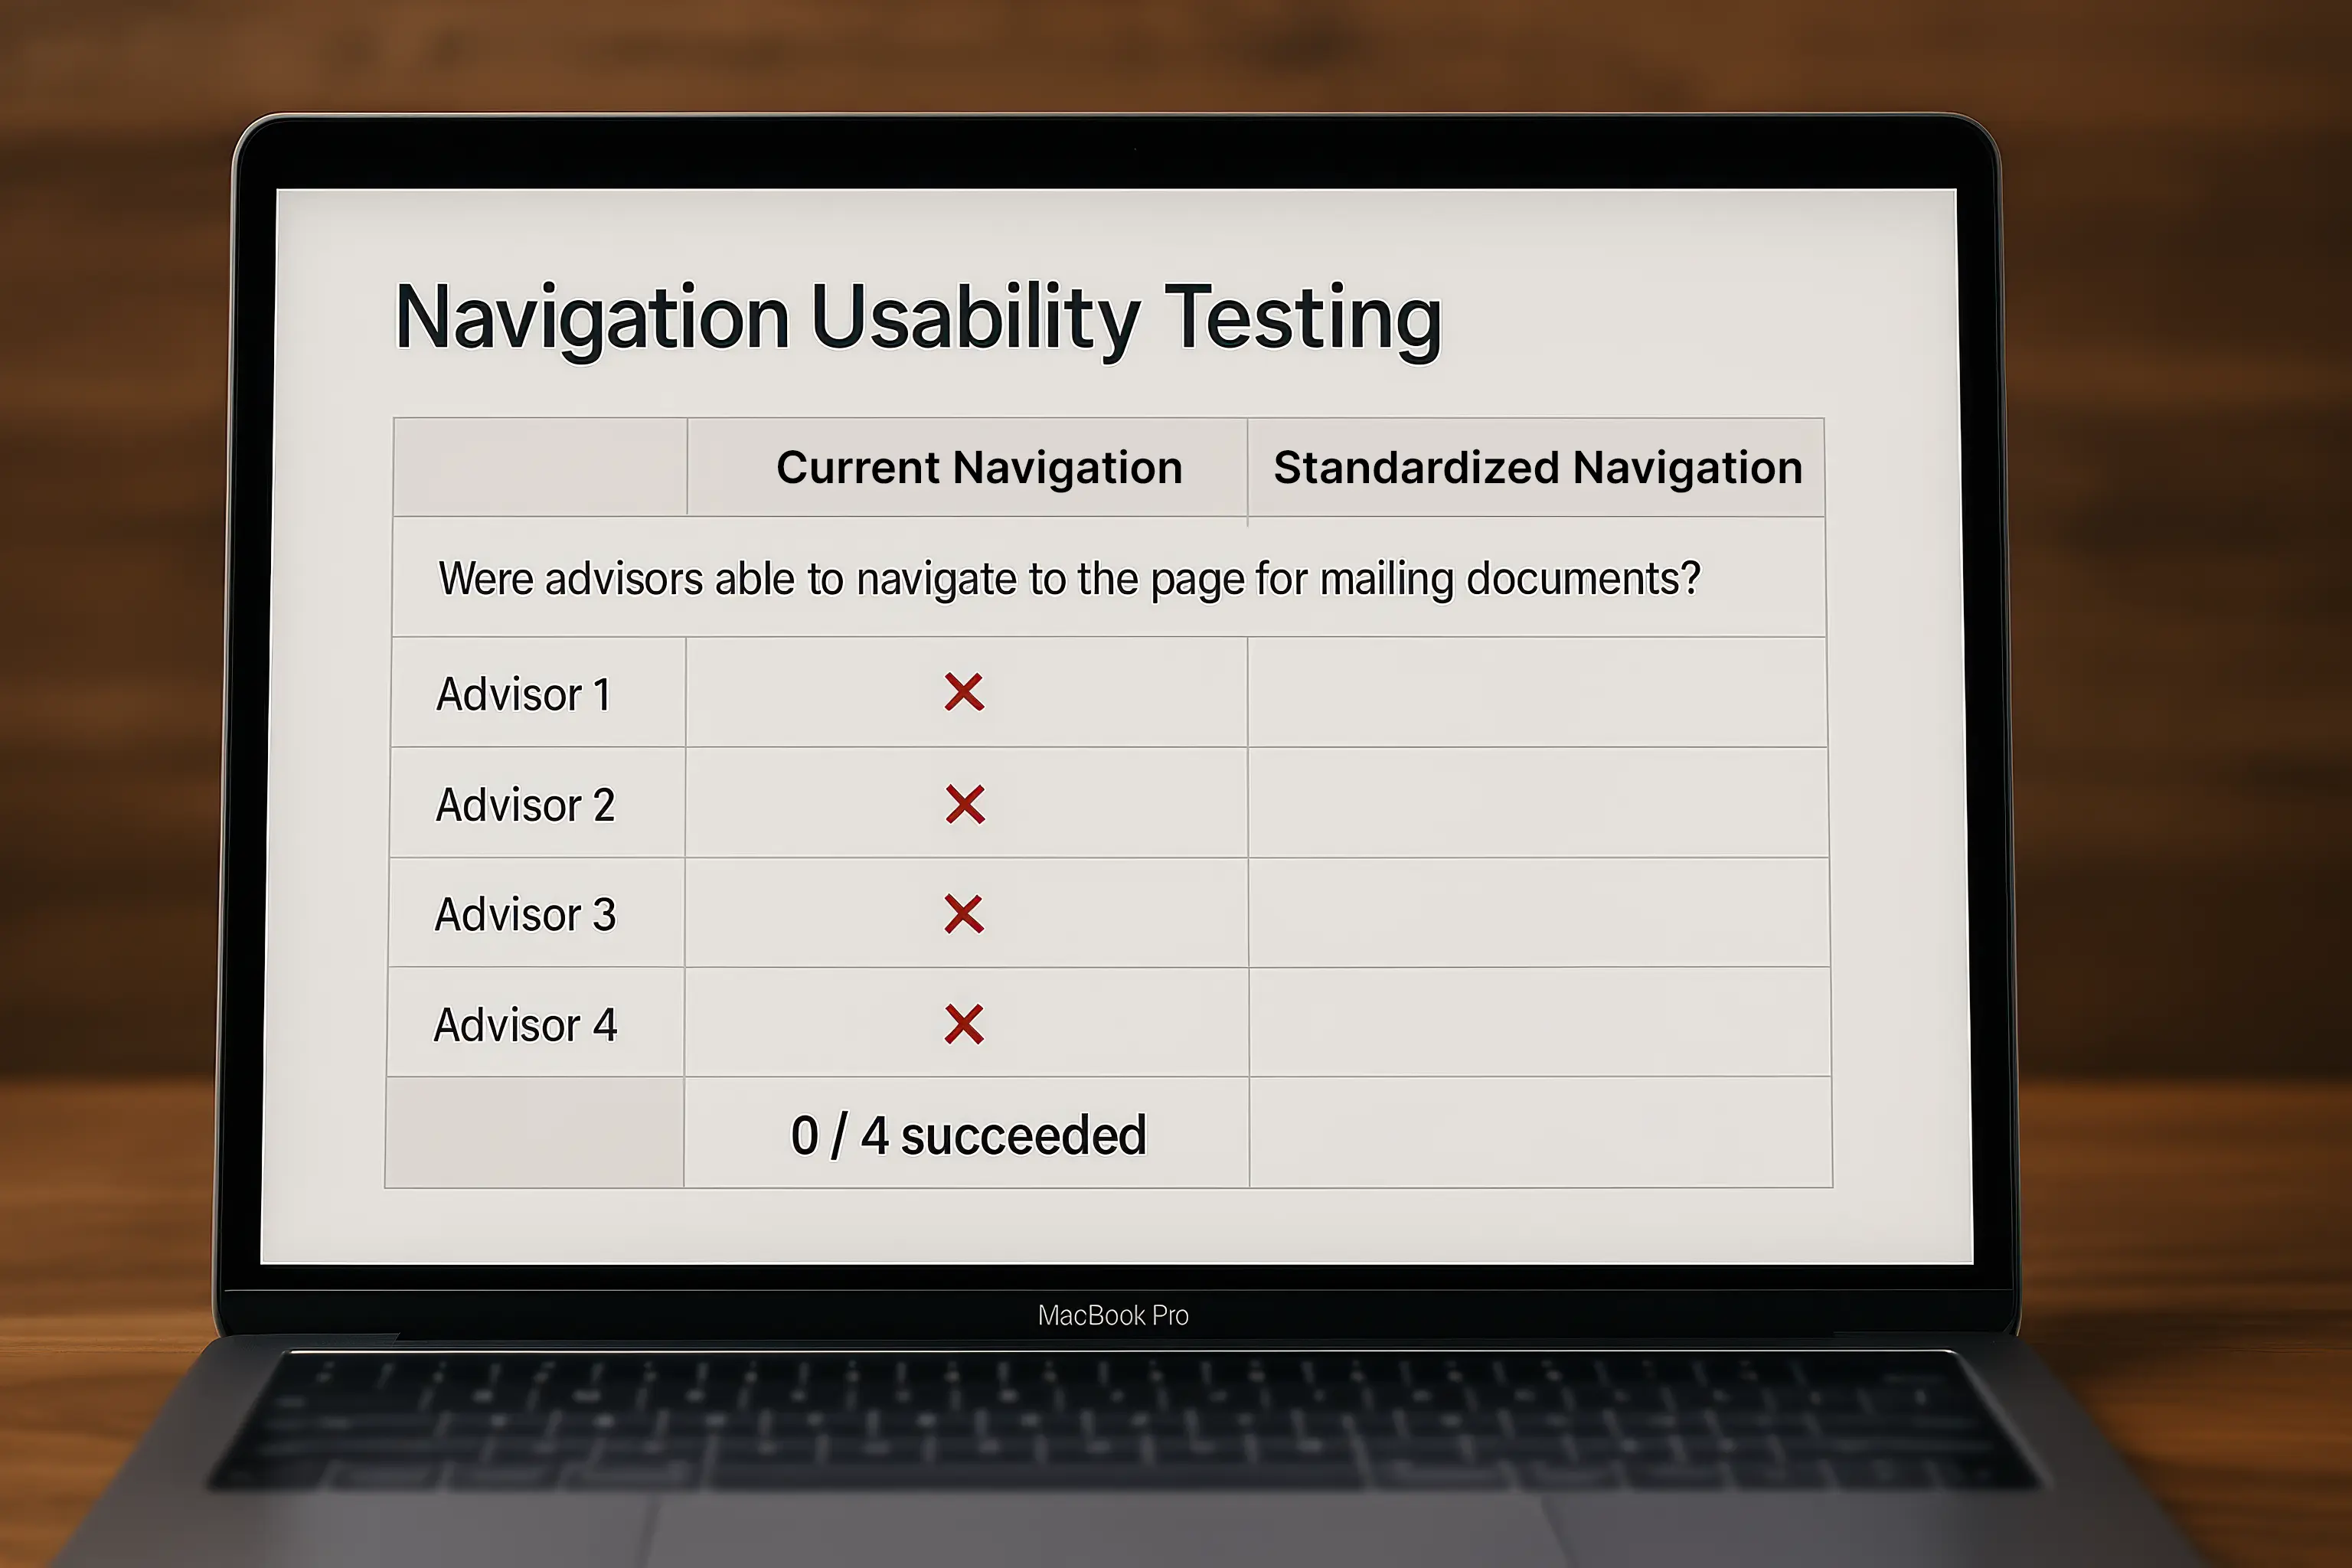 Navigation Usability Testing
Current Navigation Standardized Navigation
Were advisors able to navigate to the page for mailing documents?
Advisor 1 ✕
Advisor 2 ✕
Advisor 3 ✕
Advisor 4 ✕
0 / 4 succeeded
MacBook Pro